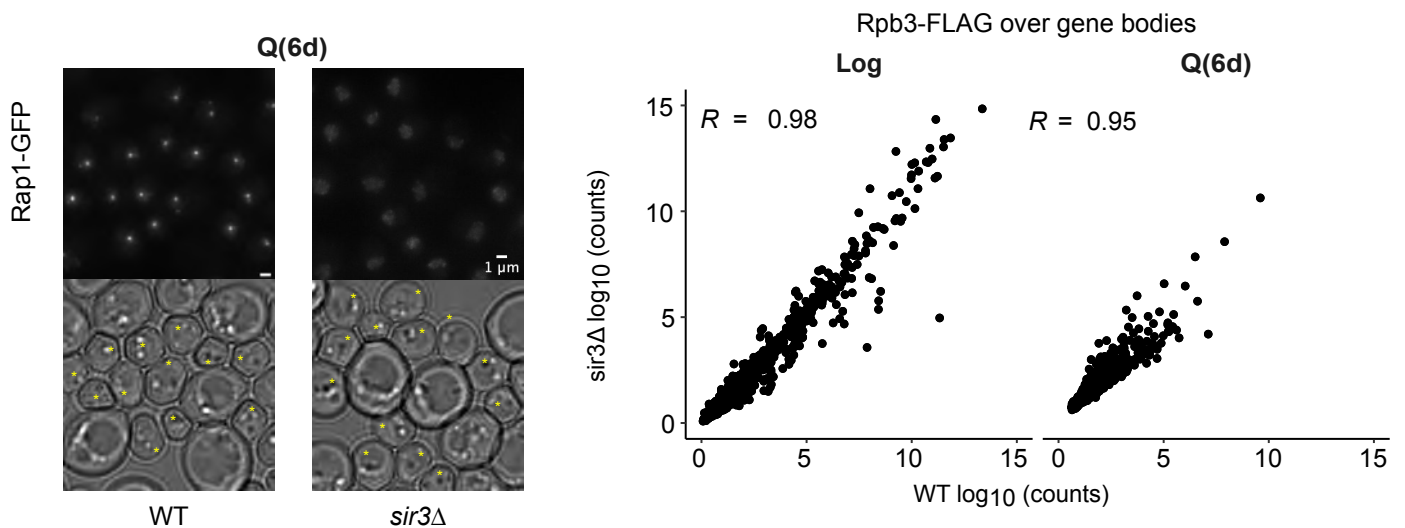 Q(6d)
Rap1-GFP
1 µm
WT
sir3Δ
Rpb3-FLAG over gene bodies
Log
Q(6d)
R = 0.98
R = 0.95
15
10
5
0
sir3Δ log10 (counts)
0 5 10 15
0 5 10 15
WT log10 (counts)